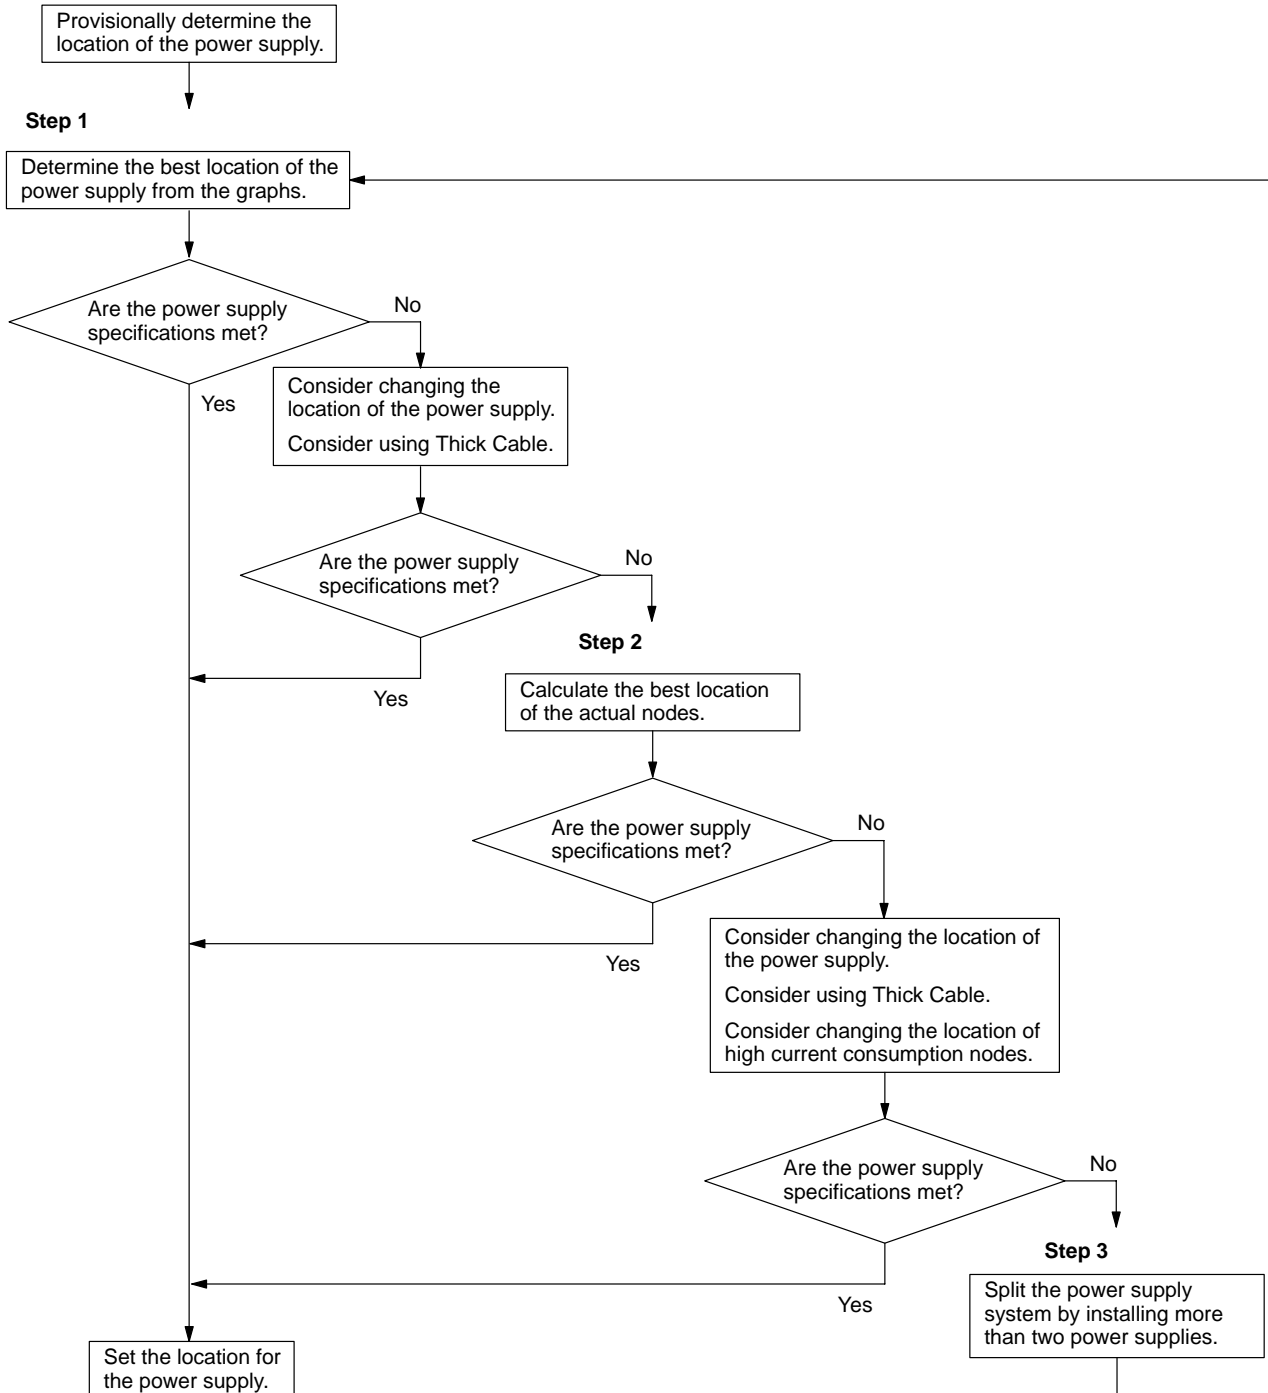 Provisionally determine the
location of the power supply.
Step 1
Determine the best location of the
power supply from the graphs.
Are the power supply
specifications met?
No
Yes
Consider changing the
location of the power supply.
Consider using Thick Cable.
Are the power supply
specifications met?
No
Yes
Step 2
Calculate the best location
of the actual nodes.
Are the power supply
specifications met?
No
Yes
Consider changing the location of
the power supply.
Consider using Thick Cable.
Consider changing the location of
high current consumption nodes.
Are the power supply
specifications met?
No
Yes
Step 3
Split the power supply
system by installing more
than two power supplies.
Set the location for
the power supply.